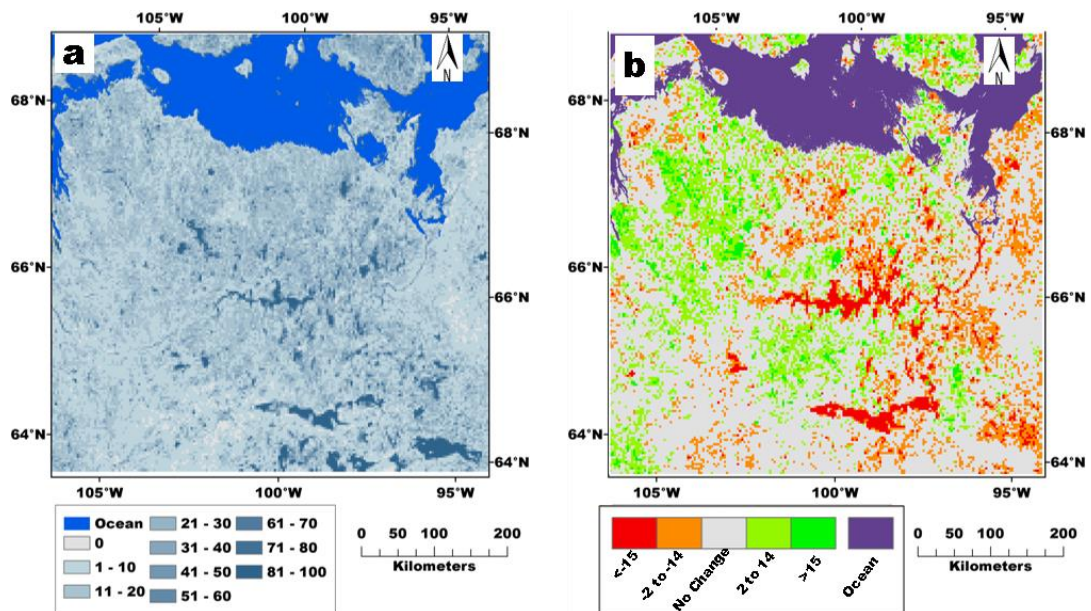 105°W 100°W 95°W
a
N
68°N
66°N
64°N
68°N
66°N
64°N
105°W 100°W 95°W
Ocean
0
1 - 10
11 - 20
21 - 30
31 - 40
41 - 50
51 - 60
61 - 70
71 - 80
81 - 100
0 50 100 200
Kilometers
105°W 100°W 95°W
b
N
68°N
66°N
64°N
68°N
66°N
64°N
105°W 100°W 95°W
<-15
-2 to -14
No Change
2 to 14
>15
Ocean
0 50 100 200
Kilometers